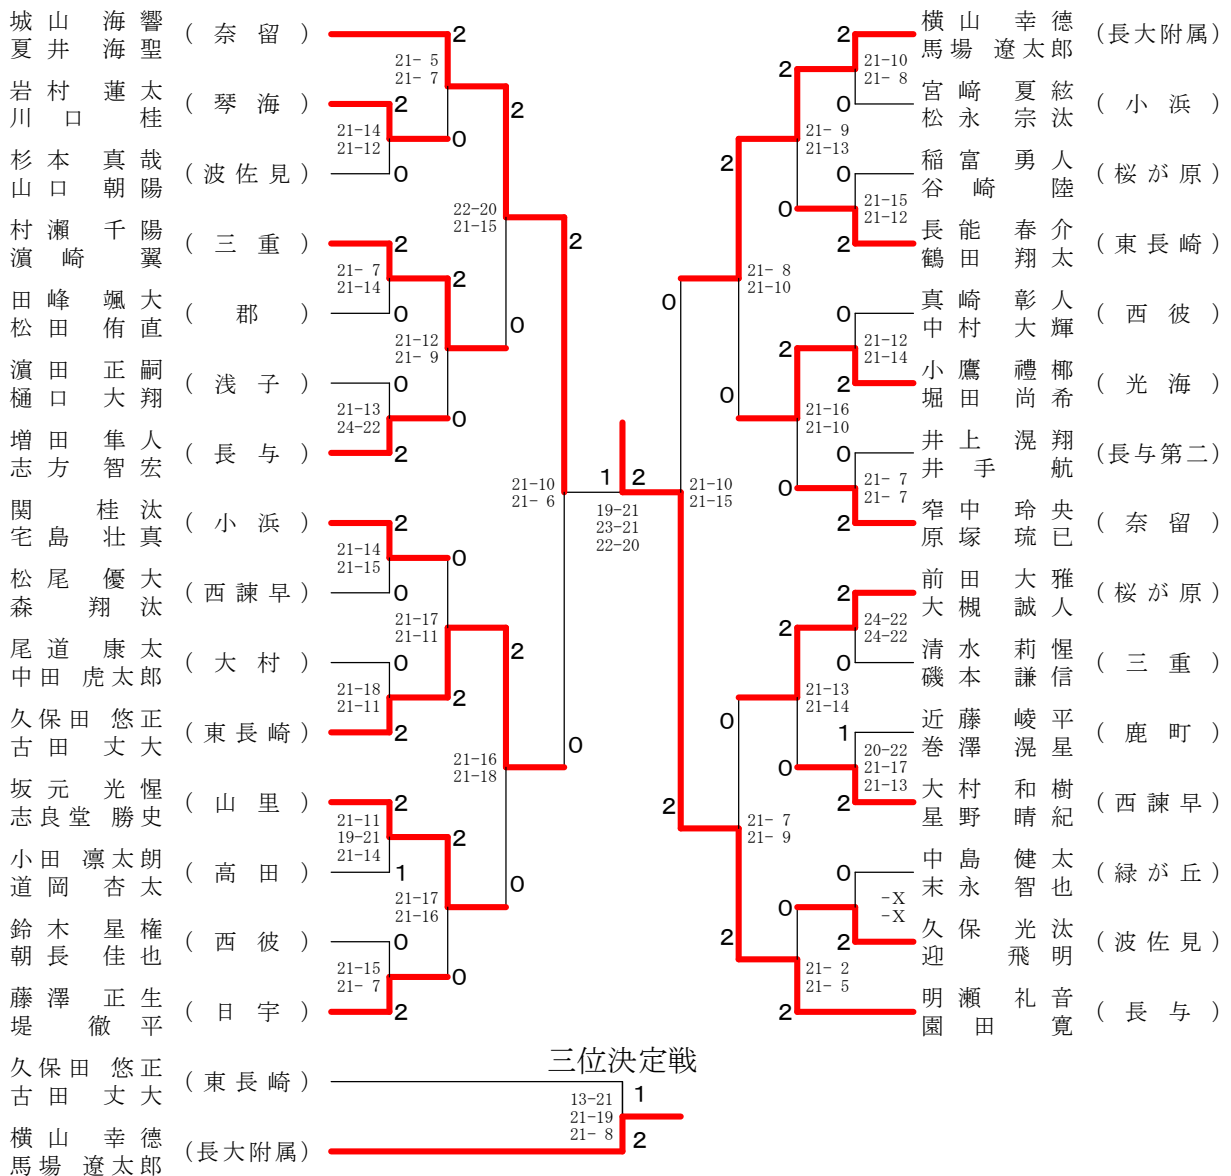 城山 海響
夏井 海聖
(奈留)
2
21- 5
21- 7
岩村 蓮太
川口 桂
(琴海)
2
0
2
21-14
21-12
杉本 真哉
山口 朝陽
(波佐見)
0
22-20
21-15
2
村瀬 千陽
濵崎 翼
(三重)
2
2
21- 7
21-14
田峰 颯大
松田 侑直
(郡)
0
0
21-12
21- 9
濵田 正嗣
樋口 大翔
(浅子)
0
0
21-13
24-22
増田 隼人
志方 智宏
(長与)
2
21-10
21- 6
関 桂汰
宅島 壮真
(小浜)
2
0
21-14
21-15
松尾 優大
森 翔汰
(西諫早)
0
21-17
21-11
2
尾道 康太
中田 虎太郎
(大村)
0
2
21-18
21-11
久保田 悠正
古田 丈大
(東長崎)
2
0
21-16
21-18
坂元 光惺
志良堂 勝史
(山里)
2
2
21-11
19-21
21-14
小田 凛太朗
道岡 杏太
(高田)
1
0
21-17
21-16
鈴木 星権
朝長 佳也
(西彼)
0
0
21-15
21- 7
藤澤 正生
堤 徹平
(日宇)
2
1 2
19-21
23-21
22-20
横山 幸德
馬場 遼太郎
(長大附属)
2
2
21-10
21- 8
宮﨑 夏絃
松永 宗汰
(小浜)
0
21- 9
21-13
2
稲富 勇人
谷崎 陸
(桜が原)
0
0
21-15
21-12
長能 春介
鶴田 翔太
(東長崎)
2
21- 8
21-10
0
真崎 彰人
中村 大輝
(西彼)
0
2
21-12
21-14
小鷹 禮椰
堀田 尚希
(光海)
2
0
21-16
21-10
井上 滉翔
井手 航
(長与第二)
0
0
21- 7
21- 7
窄中 玲央
原塚 琉已
(奈留)
2
21-10
21-15
前田 大雅
大槻 誠人
(桜が原)
2
2
24-22
24-22
清水 莉惺
磯本 謙信
(三重)
0
21-13
21-14
0
近藤 崚平
巻澤 滉星
(鹿町)
1
0
20-22
21-17
21-13
大村 和樹
星野 晴紀
(西諫早)
2
2
21- 7
21- 9
中島 健太
末永 智也
(緑が丘)
0
0
-X
-X
久保 光汰
迎 飛明
(波佐見)
2
2
21- 2
21- 5
明瀬 礼音
園田 寛
(長与)
2
三位決定戦
久保田 悠正
古田 丈大
(東長崎)
1
13-21
21-19
21- 8
横山 幸德
馬場 遼太郎
(長大附属)
2